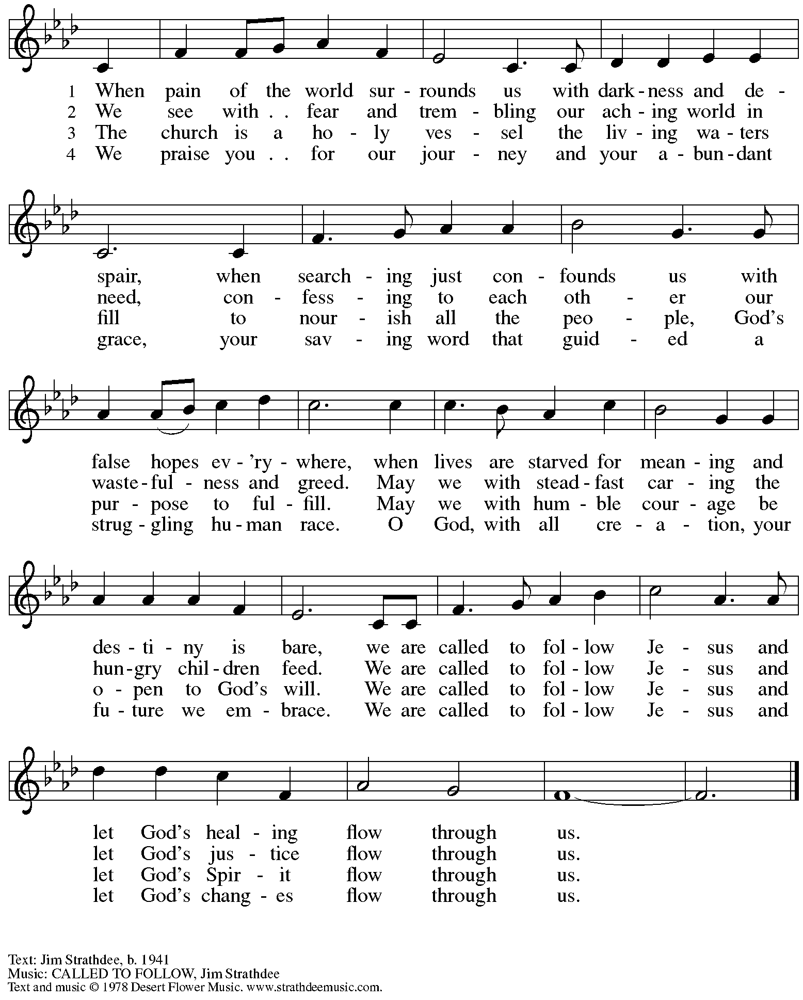 1 When pain of the world sur - rounds us with dark - ness and de -
2 We see with . . fear and trem - bling our ach - ing world in
3 The church is a ho - ly ves - sel the liv - ing wa - ters
4 We praise you . . for our jour - ney and your a - bun - dant
spair, when search - ing just con - founds us with
need, con - fess - ing to each oth - er our
fill to nour - ish all the peo - ple, God's
grace, your sav - ing word that guid - ed a
false hopes ev - 'ry - where, when lives are starved for mean - ing and
waste - ful - ness and greed. May we with stead - fast car - ing the
pur - pose to ful - fill. May we with hum - ble cour - age be
strug - gling hu - man race. O God, with all cre - a - tion, your
des - ti - ny is bare, we are called to fol - low Je - sus and
hun - gry chil - dren feed. We are called to fol - low Je - sus and
o - pen to God's will. We are called to fol - low Je - sus and
fu - ture we em - brace. We are called to fol - low Je - sus and
let God's heal - ing flow through us.
let God's jus - tice flow through us.
let God's Spir - it flow through us.
let God's chang - es flow through us.
Text: Jim Strathdee, b. 1941
Music: CALLED TO FOLLOW, Jim Strathdee
Text and music © 1978 Desert Flower Music. www.strathdeemusic.com.